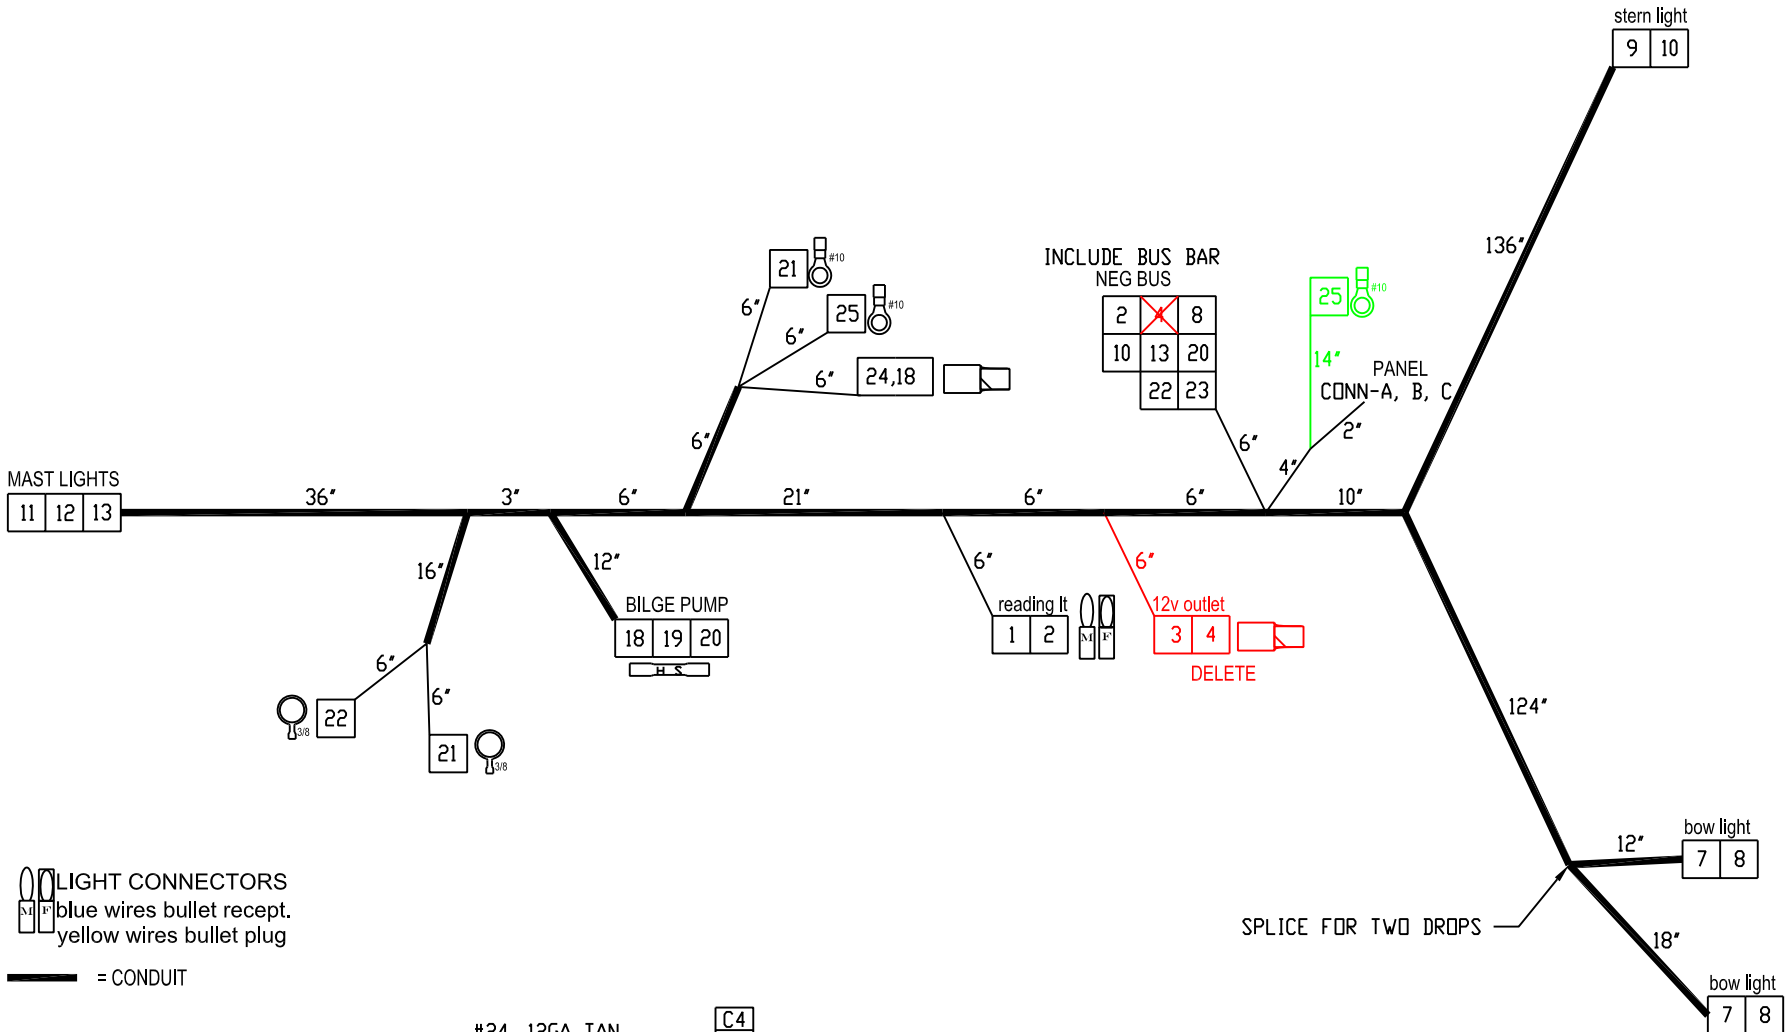 stern light
9 10
136"
INCLUDE BUS BAR
NEG BUS
2 4 8
10 13 20
22 23
6"
21 #10
6"
25 #10
6"
24,18
6"
6"
25 #10
14"
PANEL
CONN-A, B, C
2"
4"
MAST LIGHTS
11 12 13
36"
3"
6"
21"
6"
6"
10"
16"
12"
BILGE PUMP
18 19 20
H S
6"
reading lt
1 2
M F
6"
12v outlet
3 4
DELETE
6"
22
3/8
6"
21
3/8
124"
12"
bow light
7 8
SPLICE FOR TWO DROPS
18"
bow light
7 8
M F
LIGHT CONNECTORS
blue wires bullet recept.
yellow wires bullet plug
= CONDUIT
#24 12GA TAN
C4